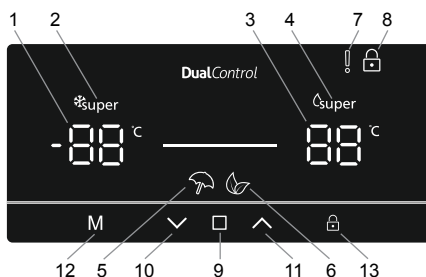 1 2 3 4 7 8
DualControl
super super
-88 °C 88 °C
M
12 5 10 9 11 6 13